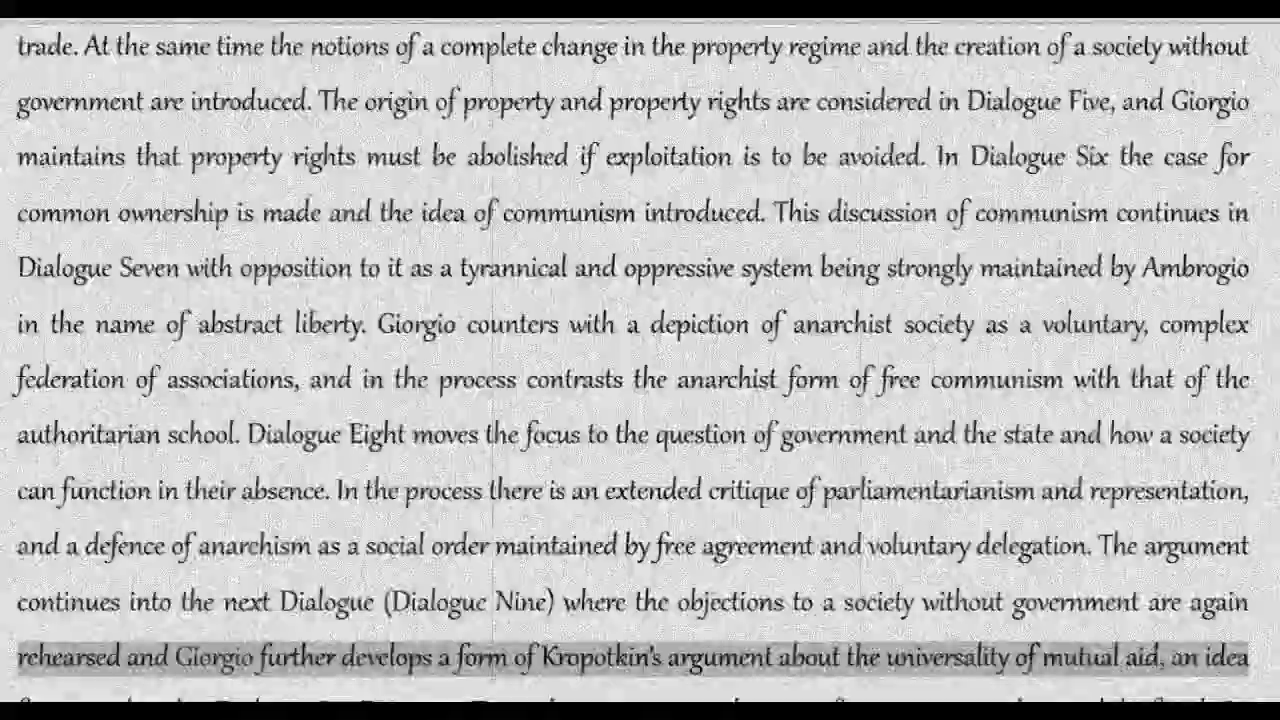 trade. At the same time the notions of a complete change in the property regime and the creation of a society without
government are introduced. The origin of property and property rights are considered in Dialogue Five, and Giorgio
maintains that property rights must be abolished if exploitation is to be avoided. In Dialogue Six the case for
common ownership is made and the idea of communism introduced. This discussion of communism continues in
Dialogue Seven with opposition to it as a tyrannical and oppressive system being strongly maintained by Ambrogio
in the name of abstract liberty. Giorgio counters with a depiction of anarchist society as a voluntary, complex
federation of associations, and in the process contrasts the anarchist form of free communism with that of the
authoritarian school. Dialogue Eight moves the focus to the question of government and the state and how a society
can function in their absence. In the process there is an extended critique of parliamentarianism and representation,
and a defence of anarchism as a social order maintained by free agreement and voluntary delegation. The argument
continues into the next Dialogue (Dialogue Nine) where the objections to a society without government are again
rehearsed and Giorgio further develops a form of Kropotkin's argument about the universality of mutual aid, an idea